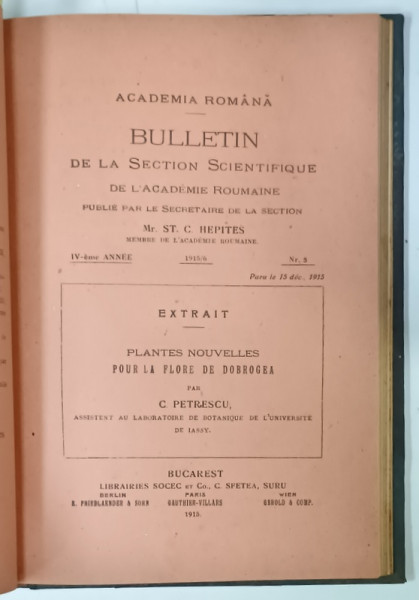 ACADEMIA ROMÂNĂ
BULLETIN
DE LA SECTION SCIENTIFIQUE
DE L'ACADÉMIE ROUMAINE
PUBLIÉ PAR LE SECRÉTAIRE DE LA SECTION
Mr. ST. C. HEPITES
MEMBRE DE L'ACADÉMIE ROUMAINE.
IV-ème ANNÉE 1915/6 Nr. 5
Paru le 15 déc. 1915
EXTRAIT
PLANTES NOUVELLES
POUR LA FLORE DE DOBROGEA
PAR
C. PETRESCU,
ASSISTENT AU LABORATOIRE DE BOTANIQUE DE L'UNIVERSITÉ
DE IASSY.
BUCAREST
LIBRAIRIES SOCEC ET Co., C. SFETEA, SURU
BERLIN PARIS WIEN
R. FRIEDLAENDER & SOHN GAUTHIER-VILLARS GEROLD & COMP.
1915.